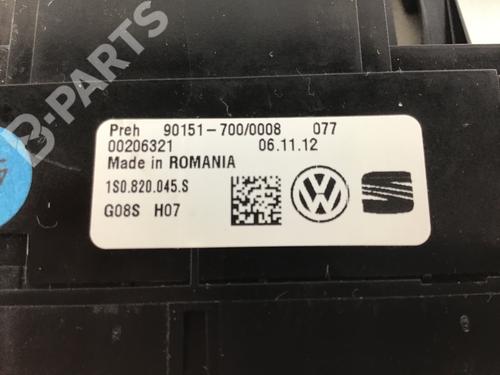 B-PARTS
Preh 90151-700/0008 077
00206321 06.11.12
Made in ROMANIA
1S0.820.045.S
G08S H07